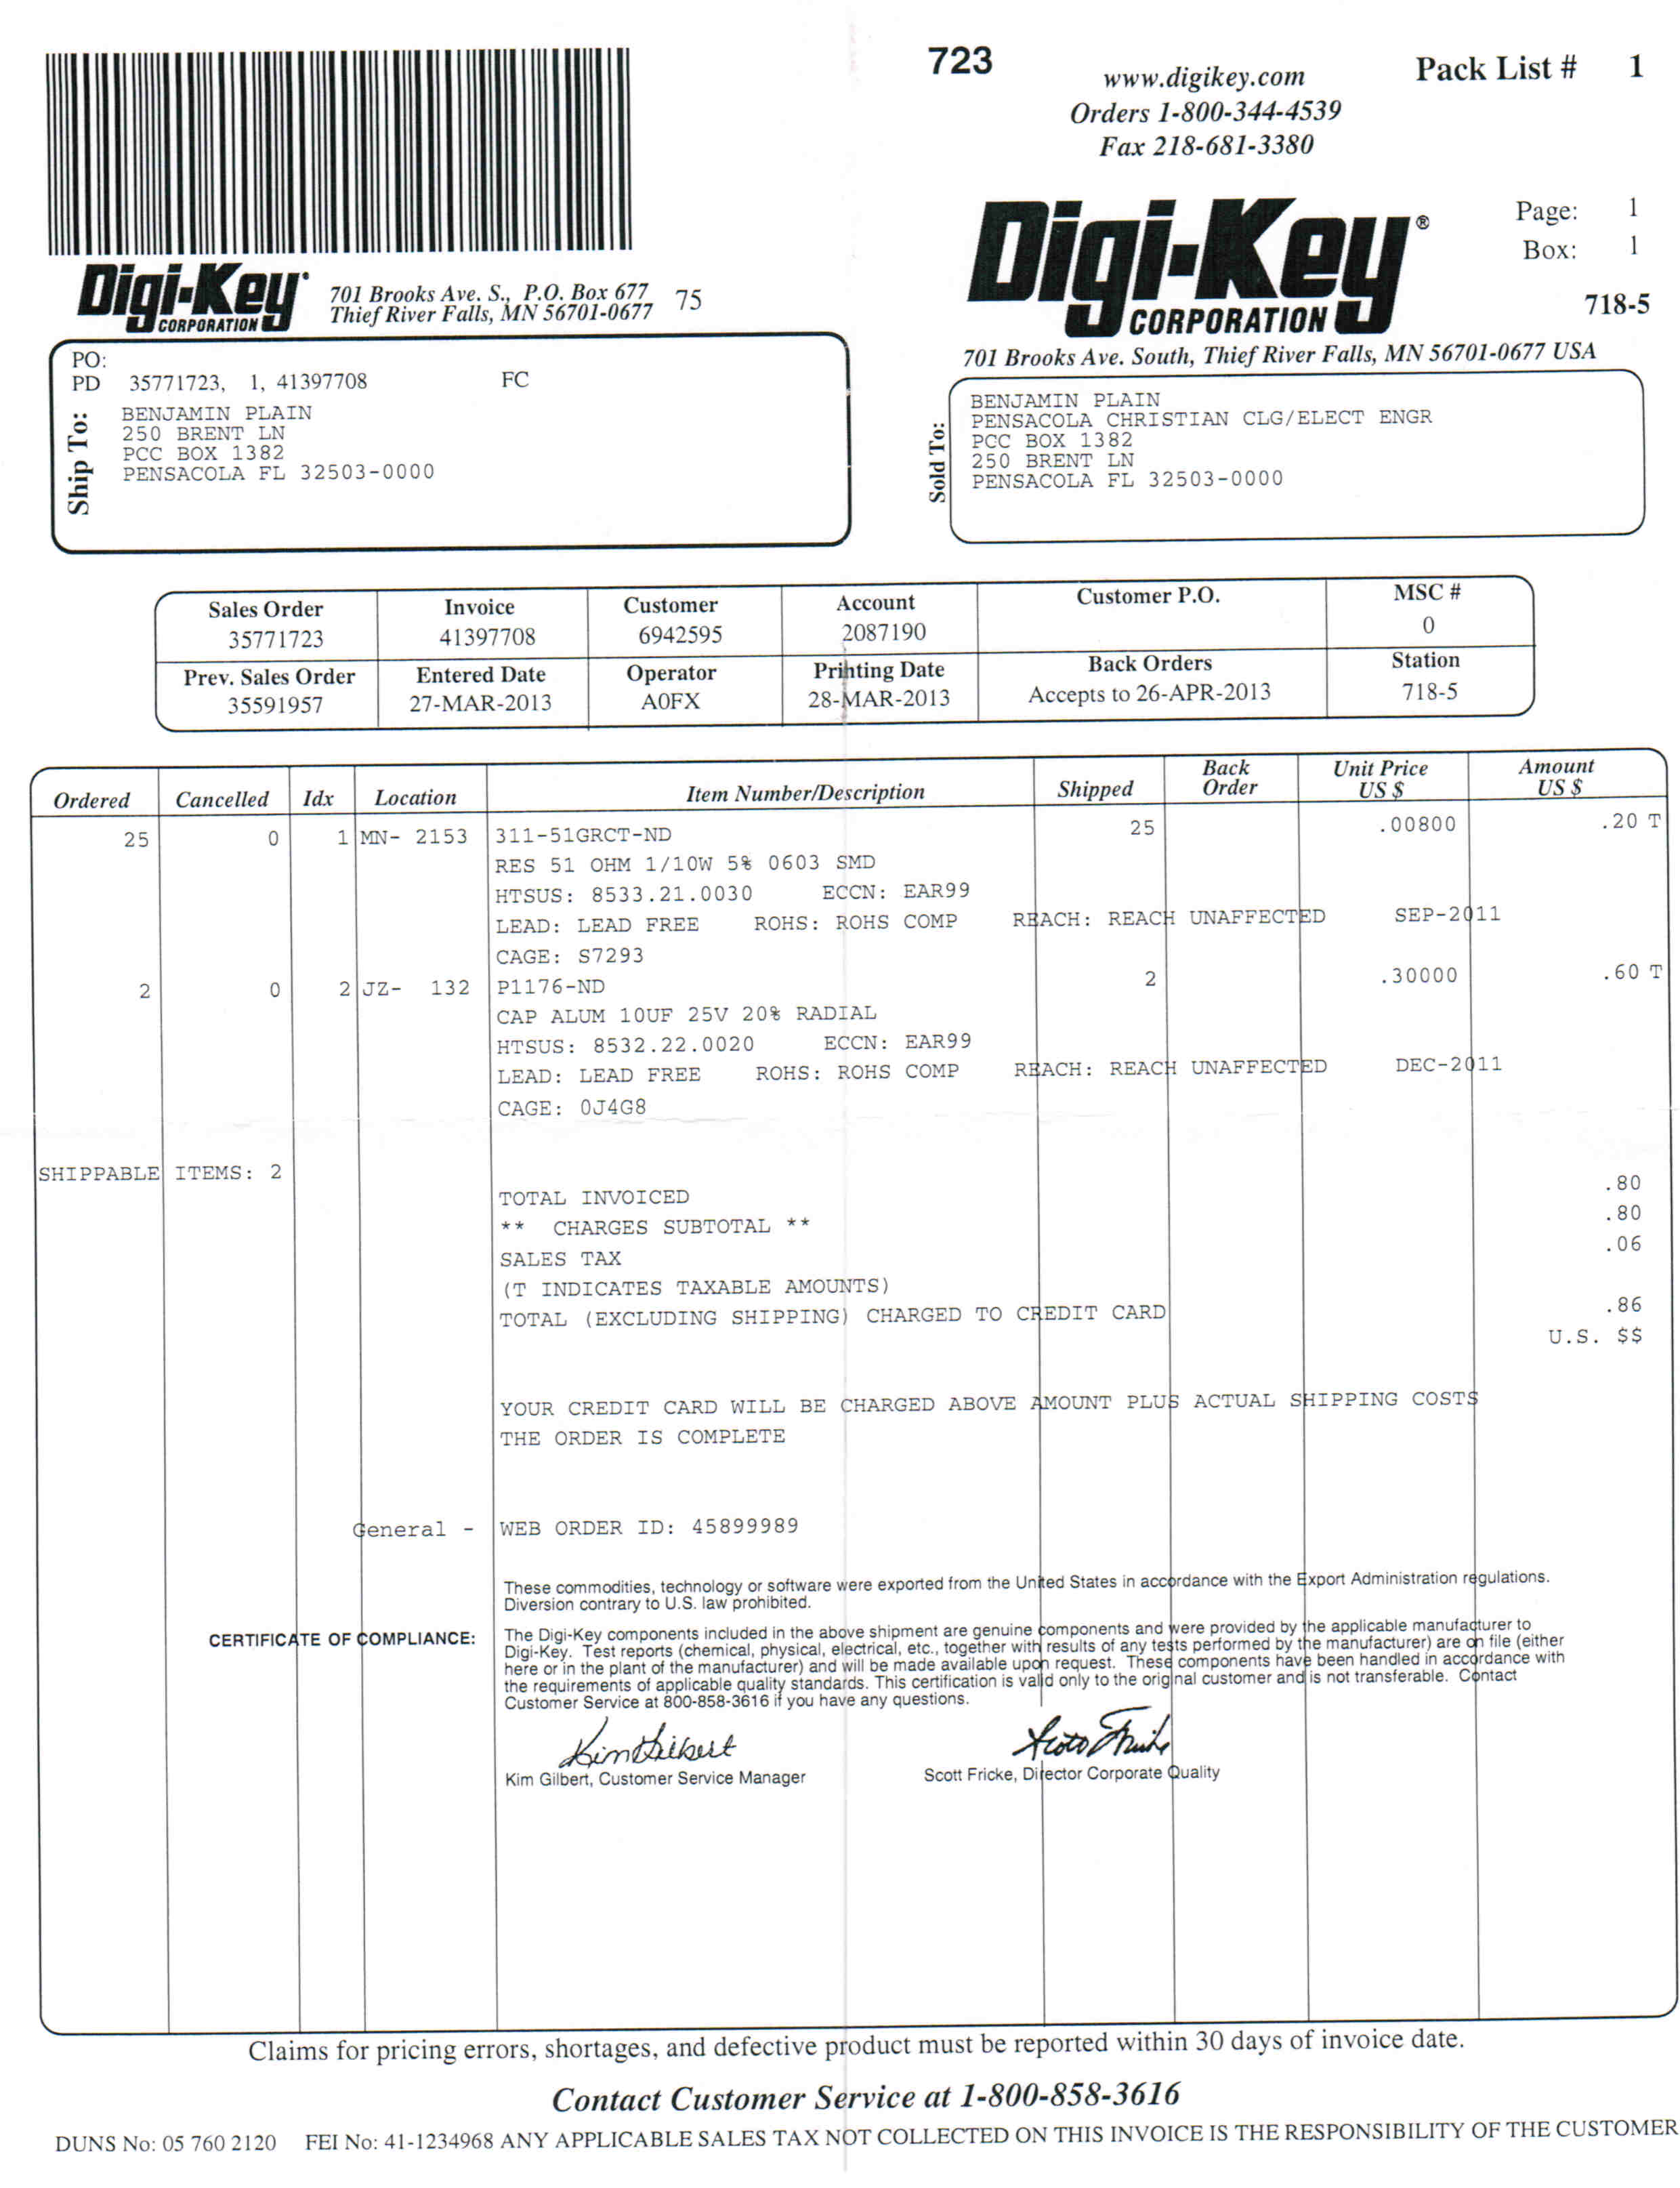 723
www.digikey.com
Orders 1-800-344-4539
Fax 218-681-3380
Pack List # 1
Digi-Key®
CORPORATION
Page: 1
Box: 1
718-5
701 Brooks Ave. South, Thief River Falls, MN 56701-0677 USA
Digi-Key
CORPORATION
701 Brooks Ave. S., P.O. Box 677
Thief River Falls, MN 56701-0677 75
PO:
PD 35771723, 1, 41397708 FC
Ship To:
BENJAMIN PLAIN
250 BRENT LN
PCC BOX 1382
PENSACOLA FL 32503-0000
Sold To:
BENJAMIN PLAIN
PENSACOLA CHRISTIAN CLG/ELECT ENGR
PCC BOX 1382
250 BRENT LN
PENSACOLA FL 32503-0000
Sales Order Invoice Customer Account Customer P.O. MSC #
35771723 41397708 6942595 2087190 0
Prev. Sales Order Entered Date Operator Printing Date Back Orders Station
35591957 27-MAR-2013 A0FX 28-MAR-2013 Accepts to 26-APR-2013 718-5
Ordered Cancelled Idx Location Item Number/Description Shipped Back Order Unit Price US $ Amount US $
25 0 1 MN- 2153 311-51GRCT-ND 25 .00800 .20 T
RES 51 OHM 1/10W 5% 0603 SMD
HTSUS: 8533.21.0030 ECCN: EAR99
LEAD: LEAD FREE ROHS: ROHS COMP REACH: REACH UNAFFECTED SEP-2011
CAGE: S7293
2 0 2 JZ- 132 P1176-ND 2 .30000 .60 T
CAP ALUM 10UF 25V 20% RADIAL
HTSUS: 8532.22.0020 ECCN: EAR99
LEAD: LEAD FREE ROHS: ROHS COMP REACH: REACH UNAFFECTED DEC-2011
CAGE: 0J4G8
SHIPPABLE ITEMS: 2
TOTAL INVOICED .80
** CHARGES SUBTOTAL ** .80
SALES TAX .06
(T INDICATES TAXABLE AMOUNTS)
TOTAL (EXCLUDING SHIPPING) CHARGED TO CREDIT CARD .86
U.S. $$
YOUR CREDIT CARD WILL BE CHARGED ABOVE AMOUNT PLUS ACTUAL SHIPPING COSTS
THE ORDER IS COMPLETE
General - WEB ORDER ID: 45899989
These commodities, technology or software were exported from the United States in accordance with the Export Administration regulations.
Diversion contrary to U.S. law prohibited.
CERTIFICATE OF COMPLIANCE: The Digi-Key components included in the above shipment are genuine components and were provided by the applicable manufacturer to
Digi-Key. Test reports (chemical, physical, electrical, etc., together with results of any tests performed by the manufacturer) are on file (either
here or in the plant of the manufacturer) and will be made available upon request. These components have been handled in accordance with
the requirements of applicable quality standards. This certification is valid only to the original customer and is not transferable. Contact
Customer Service at 800-858-3616 if you have any questions.
Kim Gilbert Scott Fricke
Kim Gilbert, Customer Service Manager Scott Fricke, Director Corporate Quality
Claims for pricing errors, shortages, and defective product must be reported within 30 days of invoice date.
Contact Customer Service at 1-800-858-3616
DUNS No: 05 760 2120 FEI No: 41-1234968 ANY APPLICABLE SALES TAX NOT COLLECTED ON THIS INVOICE IS THE RESPONSIBILITY OF THE CUSTOMER